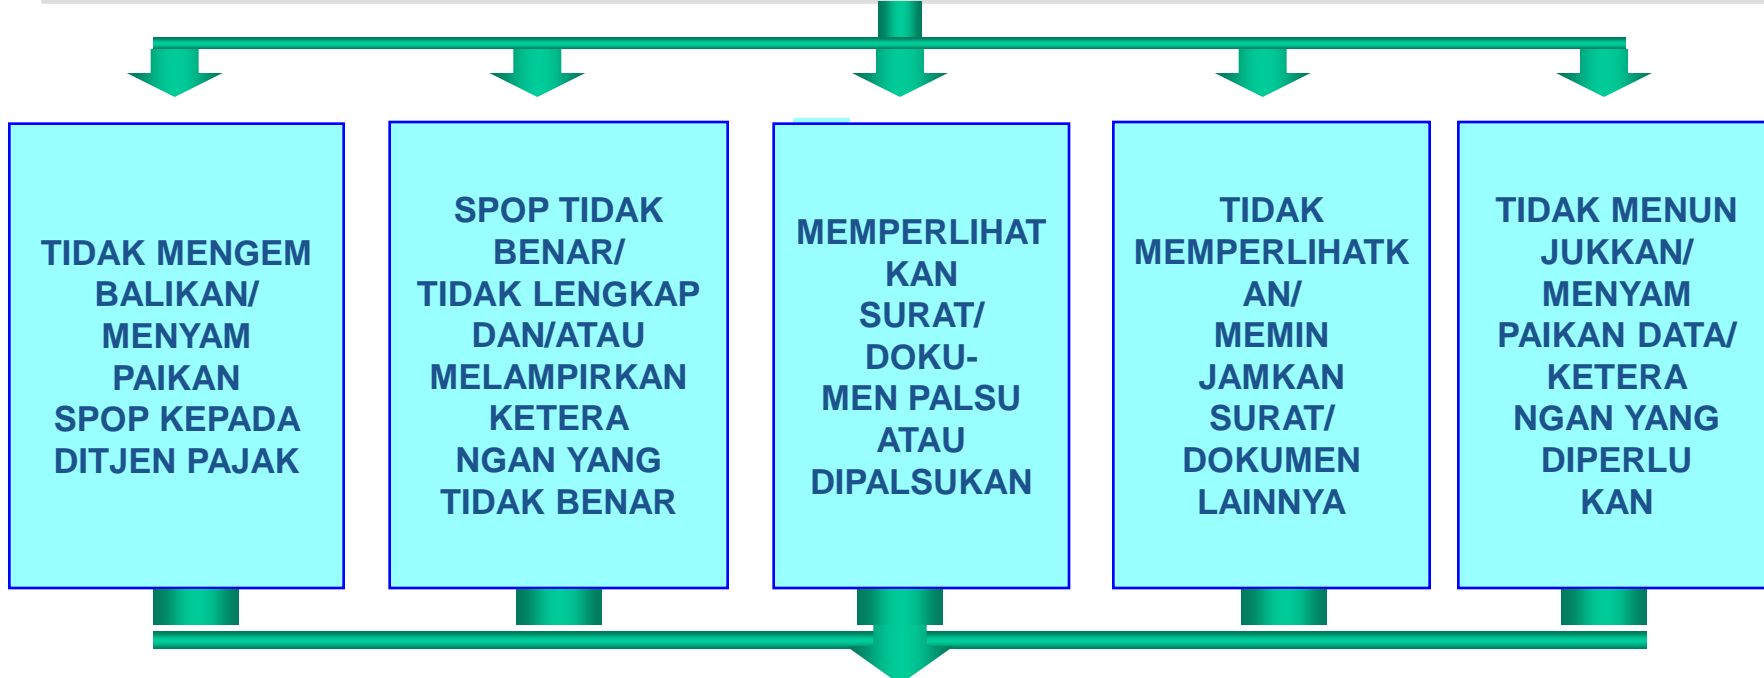 TIDAK MENGEM
BALIKAN/
MENYAM
PAIKAN
SPOP KEPADA
DITJEN PAJAK
SPOP TIDAK
BENAR/
TIDAK LENGKAP
DAN/ATAU
MELAMPIRKAN
KETERA
NGAN YANG
TIDAK BENAR
MEMPERLIHAT
KAN
SURAT/
DOKU-
MEN PALSU
ATAU
DIPALSUKAN
TIDAK
MEMPERLIHATK
AN/
MEMIN
JAMKAN
SURAT/
DOKUMEN
LAINNYA
TIDAK MENUN
JUKKAN/
MENYAM
PAIKAN DATA/
KETERA
NGAN YANG
DIPERLU
KAN